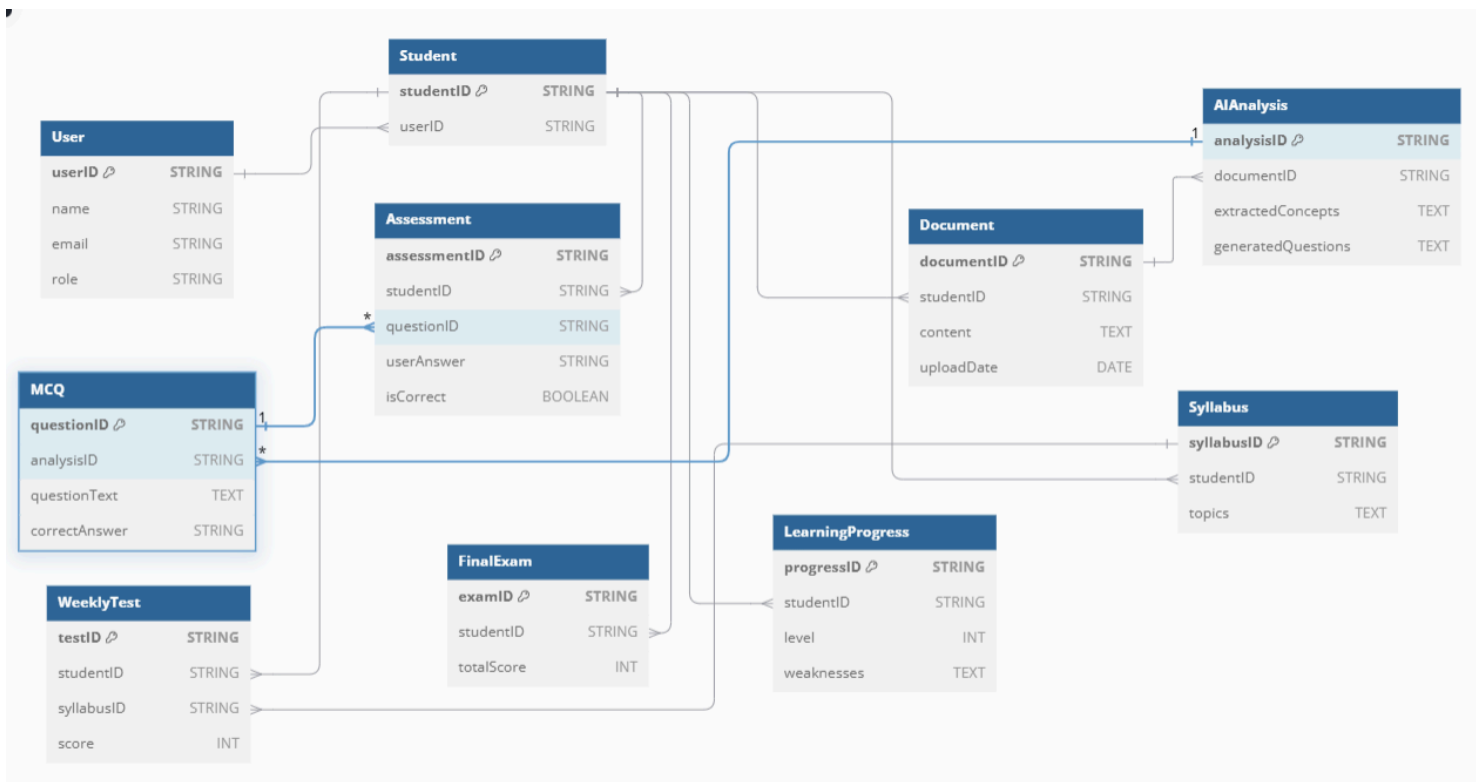 Student
studentID STRING
userID STRING
User
userID STRING
name STRING
email STRING
role STRING
AIAnalysis
analysisID STRING
documentID STRING
extractedConcepts TEXT
generatedQuestions TEXT
1
Assessment
assessmentID STRING
studentID STRING
questionID STRING
userAnswer STRING
isCorrect BOOLEAN
*
Document
documentID STRING
studentID STRING
content TEXT
uploadDate DATE
MCQ
questionID STRING
analysisID STRING
questionText TEXT
correctAnswer STRING
1
*
Syllabus
syllabusID STRING
studentID STRING
topics TEXT
LearningProgress
progressID STRING
studentID STRING
level INT
weaknesses TEXT
FinalExam
examID STRING
studentID STRING
totalScore INT
WeeklyTest
testID STRING
studentID STRING
syllabusID STRING
score INT